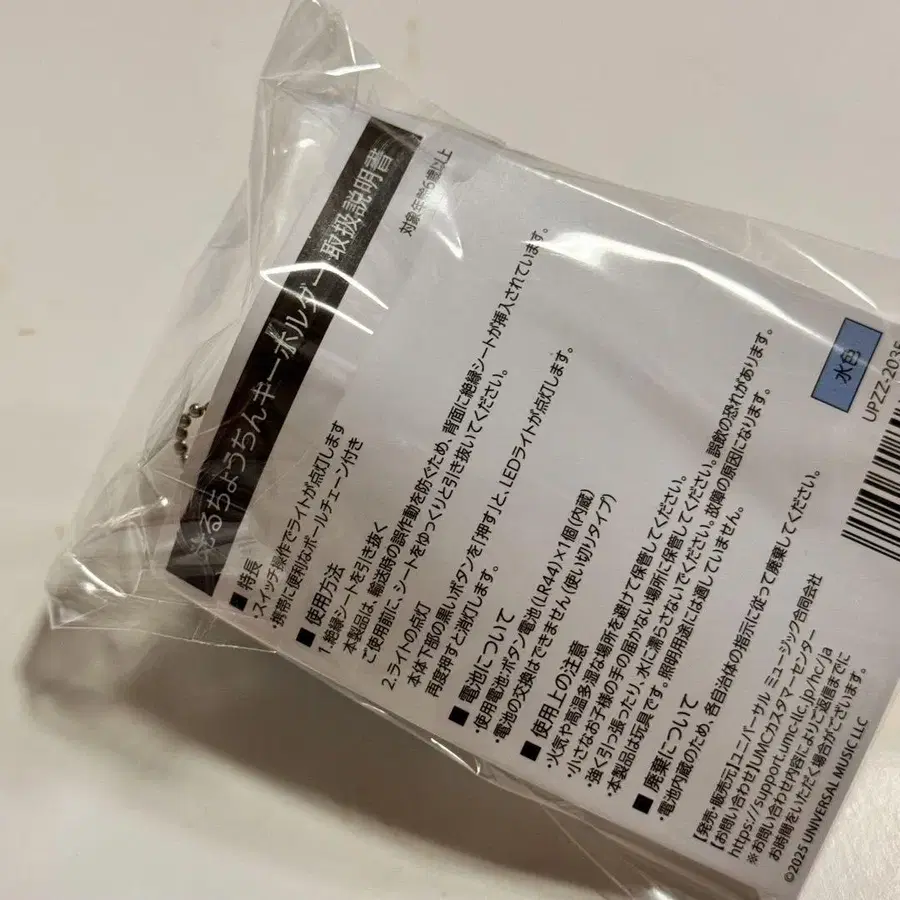 光るちょうちんキーホルダー 取扱説明書
対象年齢6歳以上
■ 特長
・スイッチ操作でライトが点灯します
・携帯に便利なボールチェーン付き
■ 使用方法
1.絶縁シートを引き抜く
本製品は、輸送時の誤作動を防ぐため、背面に絶縁シートが挿入されています。
ご使用前に、シートをゆっくりと引き抜いてください。
2.ライトの点灯
本体下部の黒いボタンを「押す」と、LEDライトが点灯します。
再度押すと消灯します。
■ 電池について
・使用電池:ボタン電池(LR44)×1個(内蔵)
・電池の交換はできません(使い切りタイプ)
■ 使用上の注意
・火気や高温多湿な場所を避けて保管してください。
・小さなお子様の手の届かない場所に保管してください。誤飲の恐れがあります。
・強く引っ張ったり、水に濡らさないでください。故障の原因になります。
・本製品は玩具です。照明用途には適していません。
■ 廃棄について
・電池内蔵のため、各自治体の指示に従って廃棄してください。
【発売・販売元】ユニバーサル ミュージック合同会社
【お問い合わせ】UMCカスタマーセンター
https://support.umc-llc.jp/hc/ja
※お問い合わせ内容によりご返信までに
お時間をいただく場合がございます。
©2025 UNIVERSAL MUSIC LLC
水色
UPZZ-2035